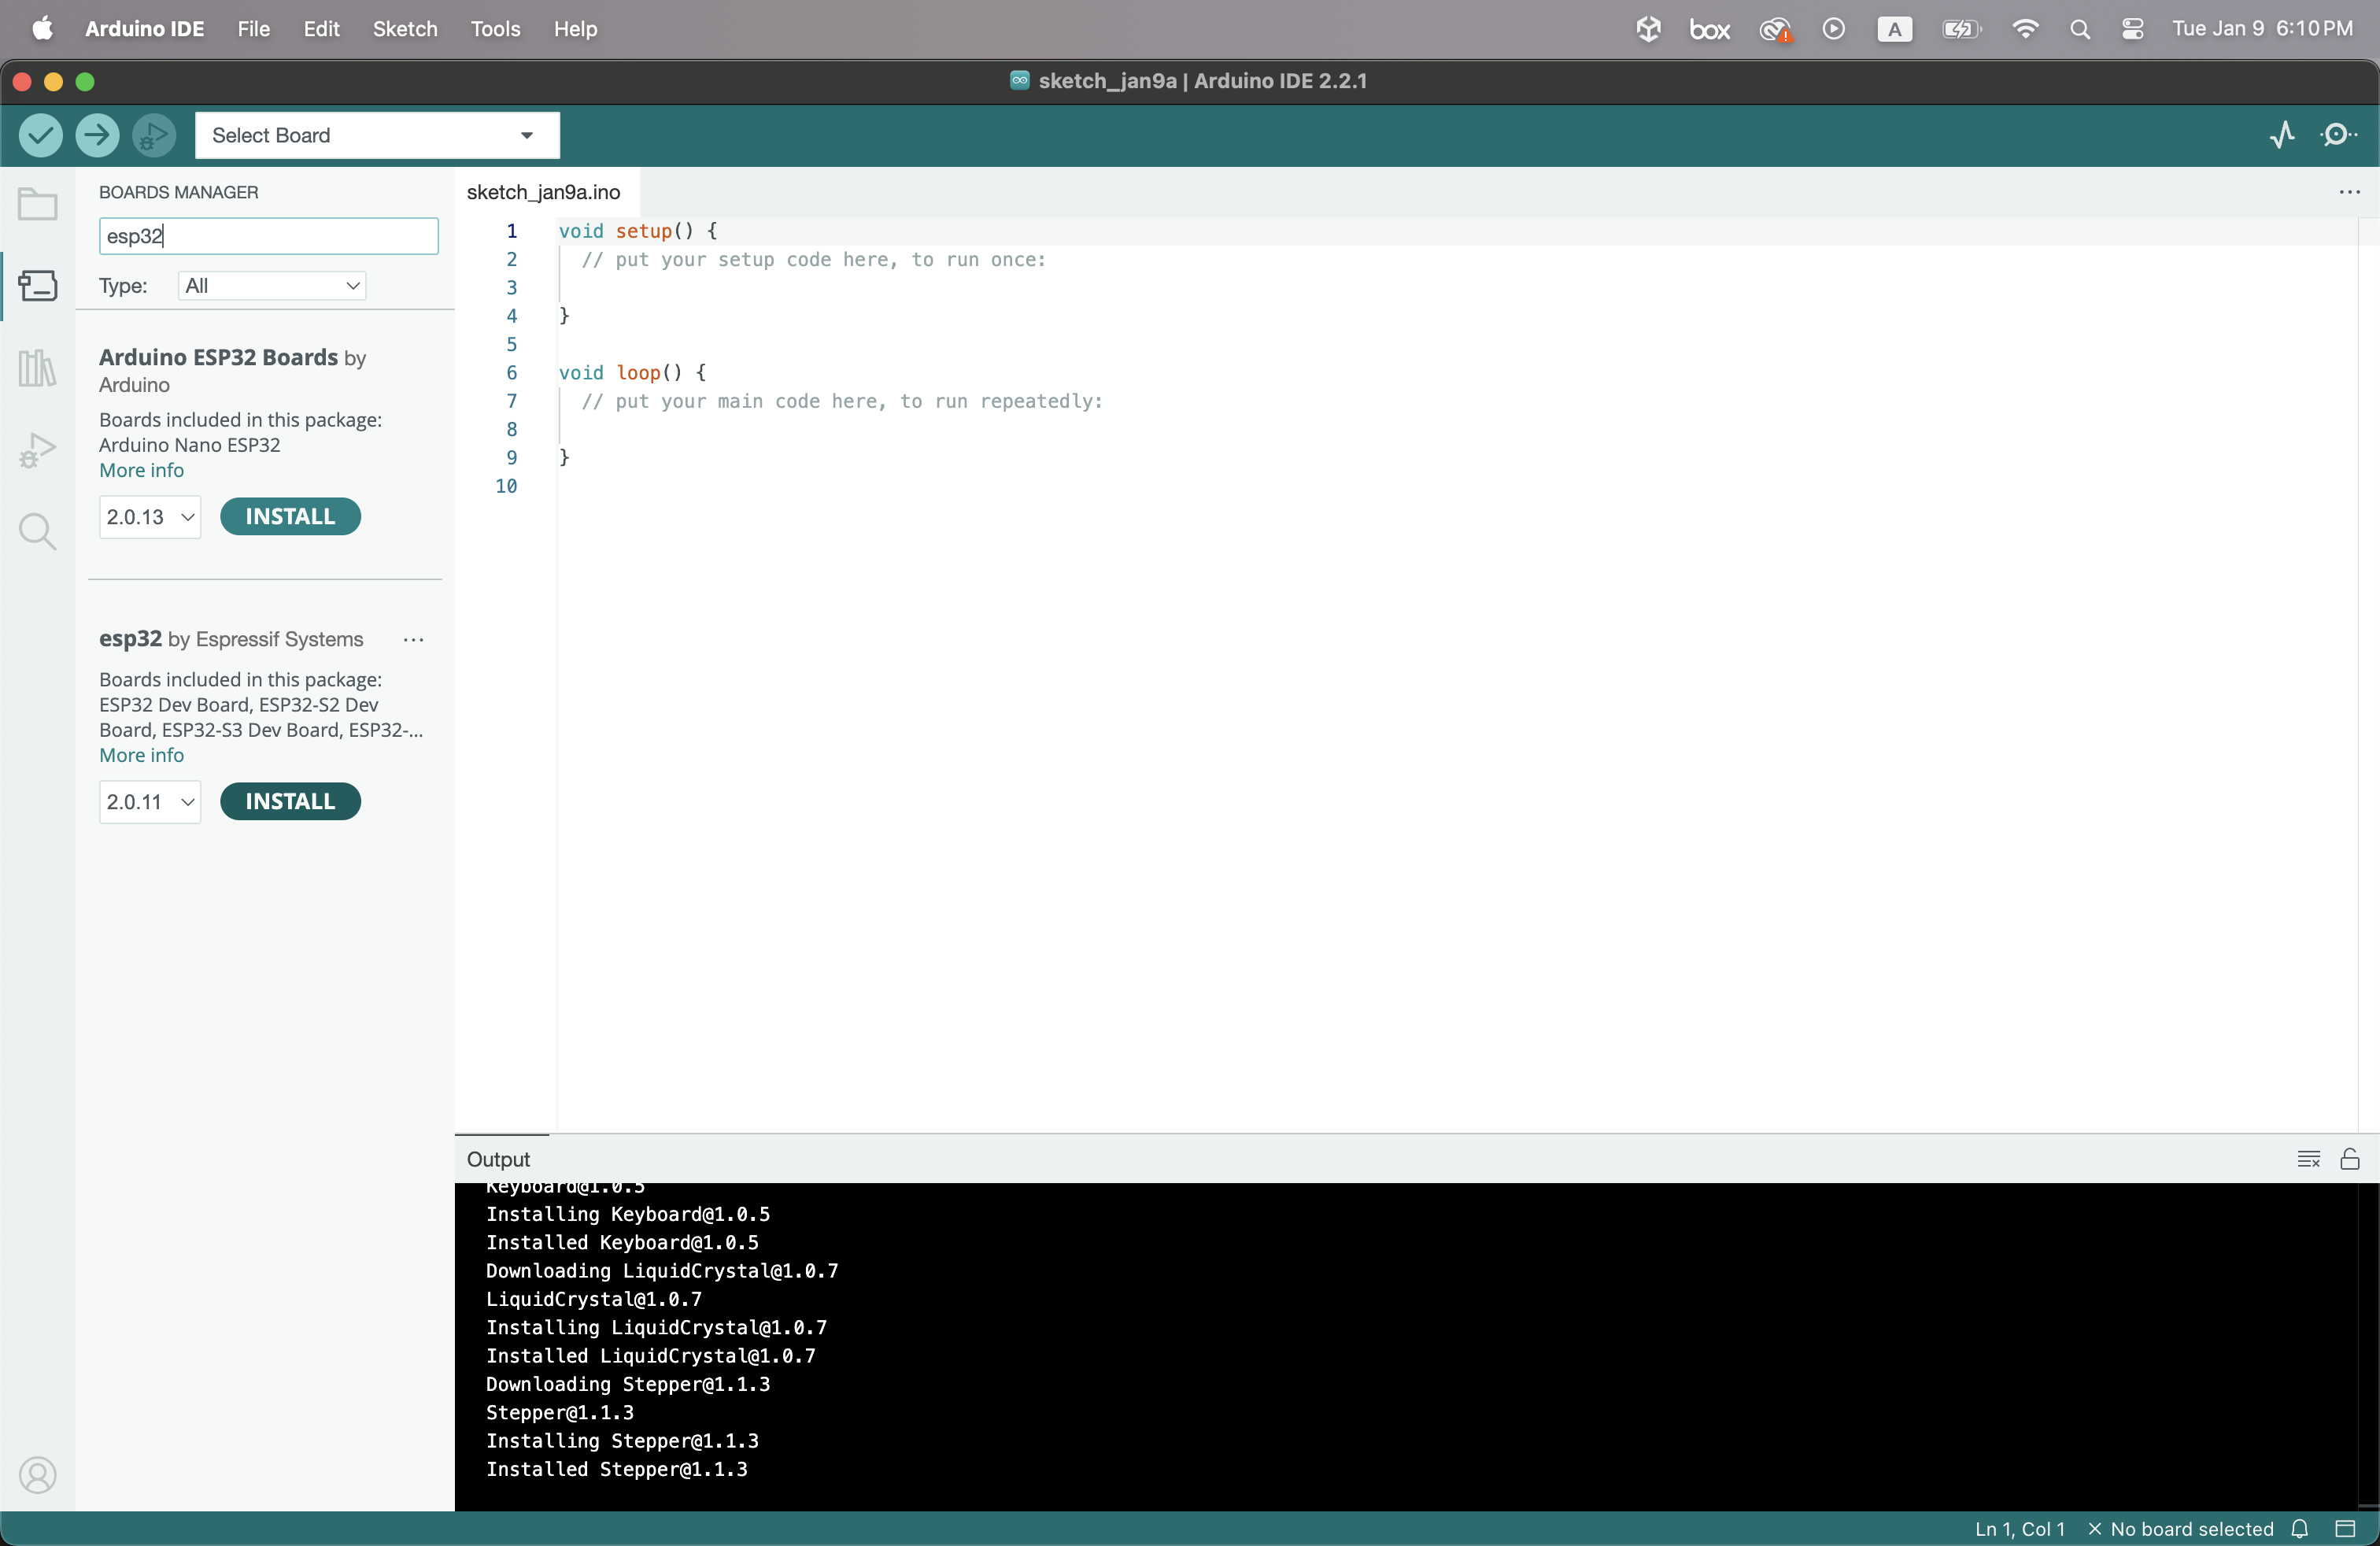 Arduino IDE File Edit Sketch Tools Help
box A Tue Jan 9 6:10 PM
sketch_jan9a | Arduino IDE 2.2.1
Select Board
BOARDS MANAGER
esp32
Type: All
Arduino ESP32 Boards by
Arduino
Boards included in this package:
Arduino Nano ESP32
More info
2.0.13 INSTALL
esp32 by Espressif Systems ...
Boards included in this package:
ESP32 Dev Board, ESP32-S2 Dev
Board, ESP32-S3 Dev Board, ESP32-...
More info
2.0.11 INSTALL
sketch_jan9a.ino ...
1 void setup() {
2 // put your setup code here, to run once:
3
4 }
5
6 void loop() {
7 // put your main code here, to run repeatedly:
8
9 }
10
Output
Keyboard@1.0.5
Installing Keyboard@1.0.5
Installed Keyboard@1.0.5
Downloading LiquidCrystal@1.0.7
LiquidCrystal@1.0.7
Installing LiquidCrystal@1.0.7
Installed LiquidCrystal@1.0.7
Downloading Stepper@1.1.3
Stepper@1.1.3
Installing Stepper@1.1.3
Installed Stepper@1.1.3
Ln 1, Col 1 × No board selected